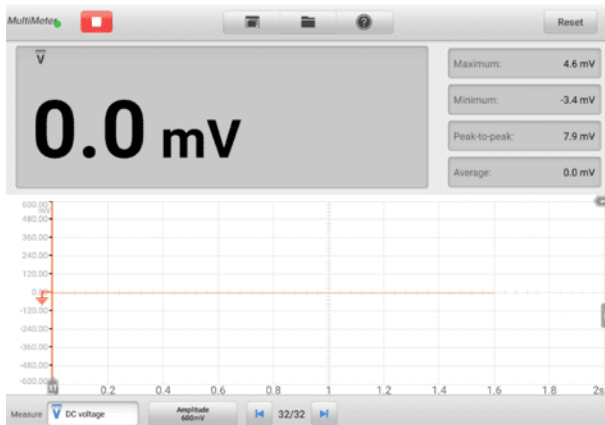 MultiMeter
Reset
V
0.0 mV
Maximum: 4.6 mV
Minimum: -3.4 mV
Peak-to-peak: 7.9 mV
Average: 0.0 mV
600.00
mV
480.00
360.00
240.00
120.00
0.00
-120.00
-240.00
-360.00
-480.00
-600.00
0.2 0.4 0.6 0.8 1 1.2 1.4 1.6 1.8 2s
Measure V DC voltage Amplitude 32/32
600mV